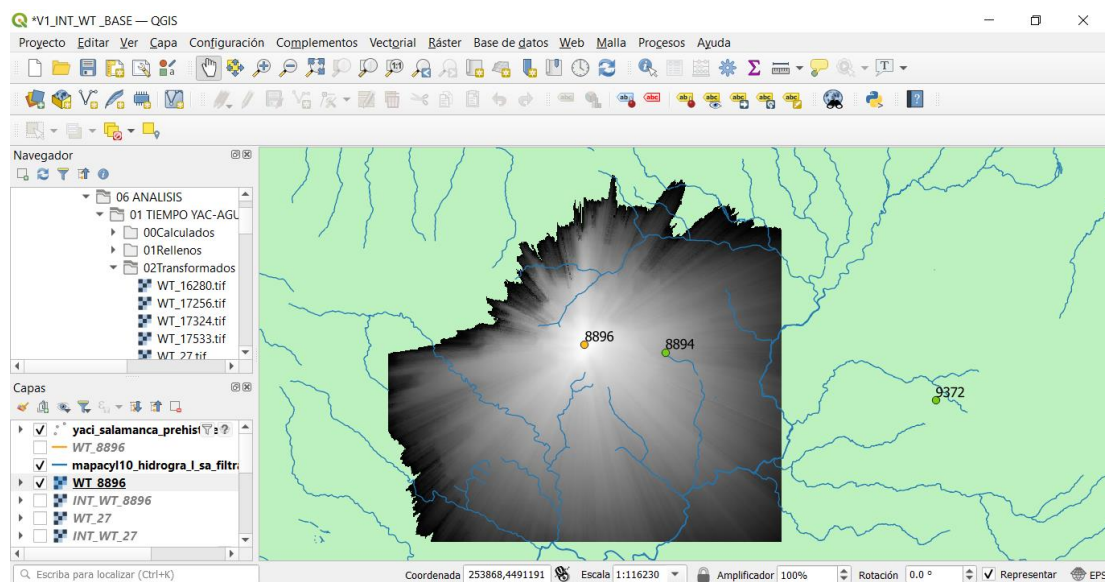 *V1_INT_WT _BASE — QGIS
Proyecto Editar Ver Capa Configuración Complementos Vectorial Ráster Base de datos Web Malla Procesos Ayuda
Navegador
06 ANALISIS
01 TIEMPO YAC-AGU
00Calculados
01Rellenos
02Transformados
WT_16280.tif
WT_17256.tif
WT_17324.tif
WT_17533.tif
WT_27.tif
Capas
yaci_salamanca_prehist
WT_8896
mapacyl10_hidrogra_l_sa_filtr
WT_8896
INT_WT_8896
WT_27
INT_WT_27
8896
8894
9372
Escriba para localizar (Ctrl+K) Coordenada 253868,4491191 Escala 1:116230 Amplificador 100% Rotación 0.0 ° Representar EPS